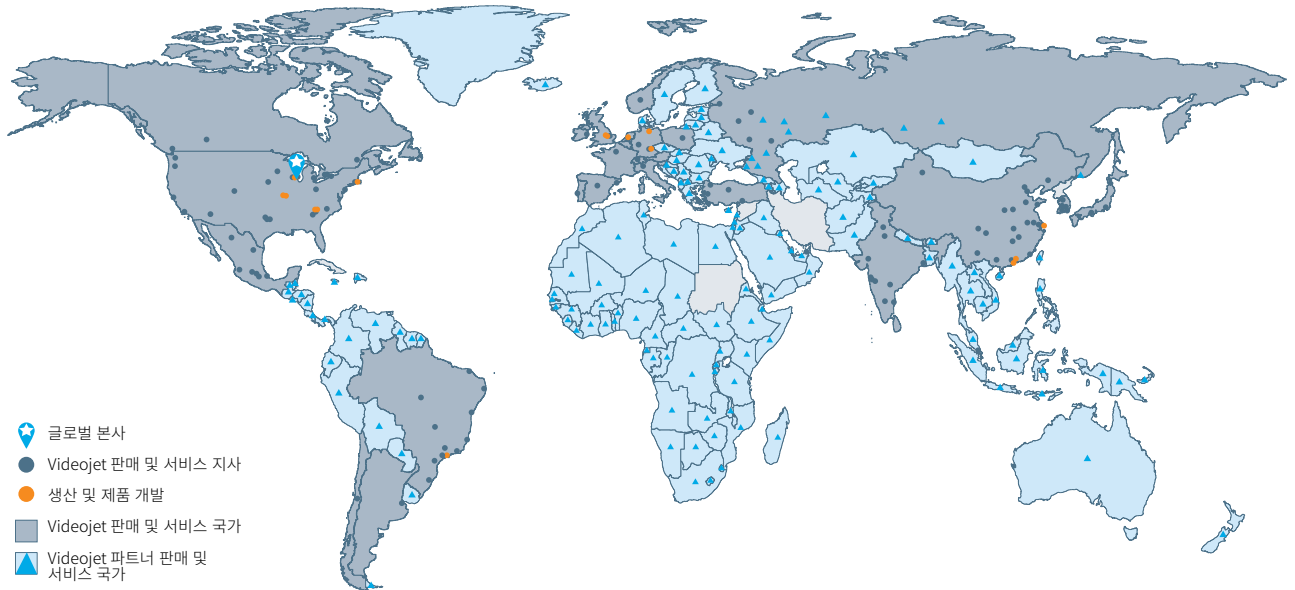 글로벌 본사
Videojet 판매 및 서비스 지사
생산 및 제품 개발
Videojet 판매 및 서비스 국가
Videojet 파트너 판매 및
서비스 국가